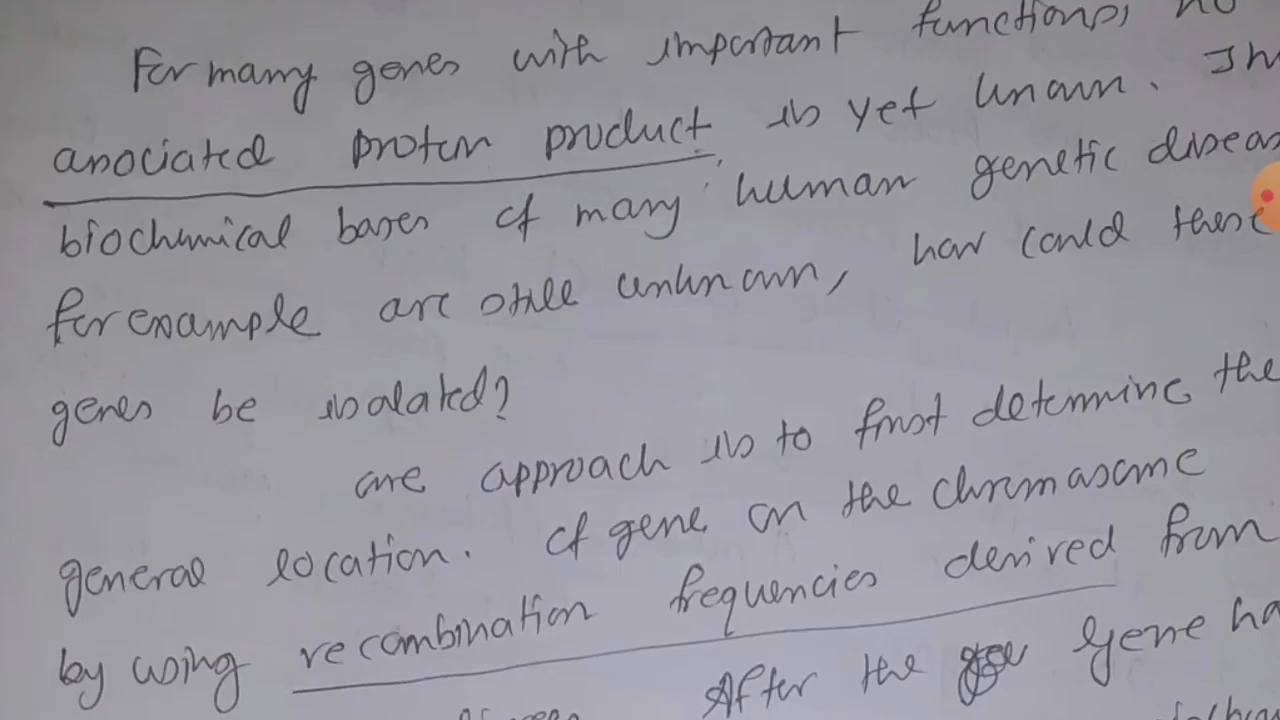 For many genes with important functions, no
associated protein product is yet unown. The
biochemical bases of many human genetic diseas
for example are still unknown, how could these
genes be isolated?
one approach is to first determine the
general location. of gene on the chromosome
by using recombination frequencies derived from
After the gene ha